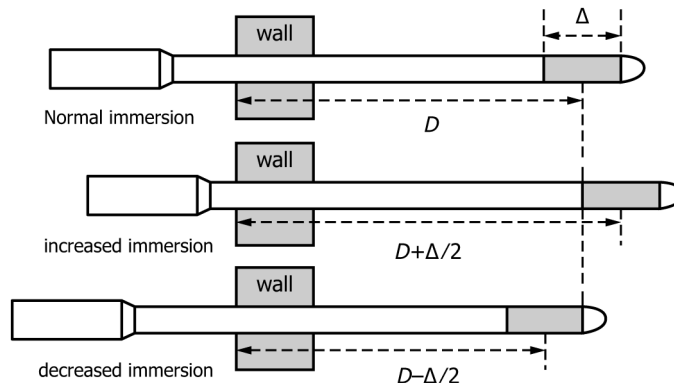 Δ
wall
Normal immersion
D
wall
increased immersion
D+Δ/2
wall
decreased immersion
D–Δ/2